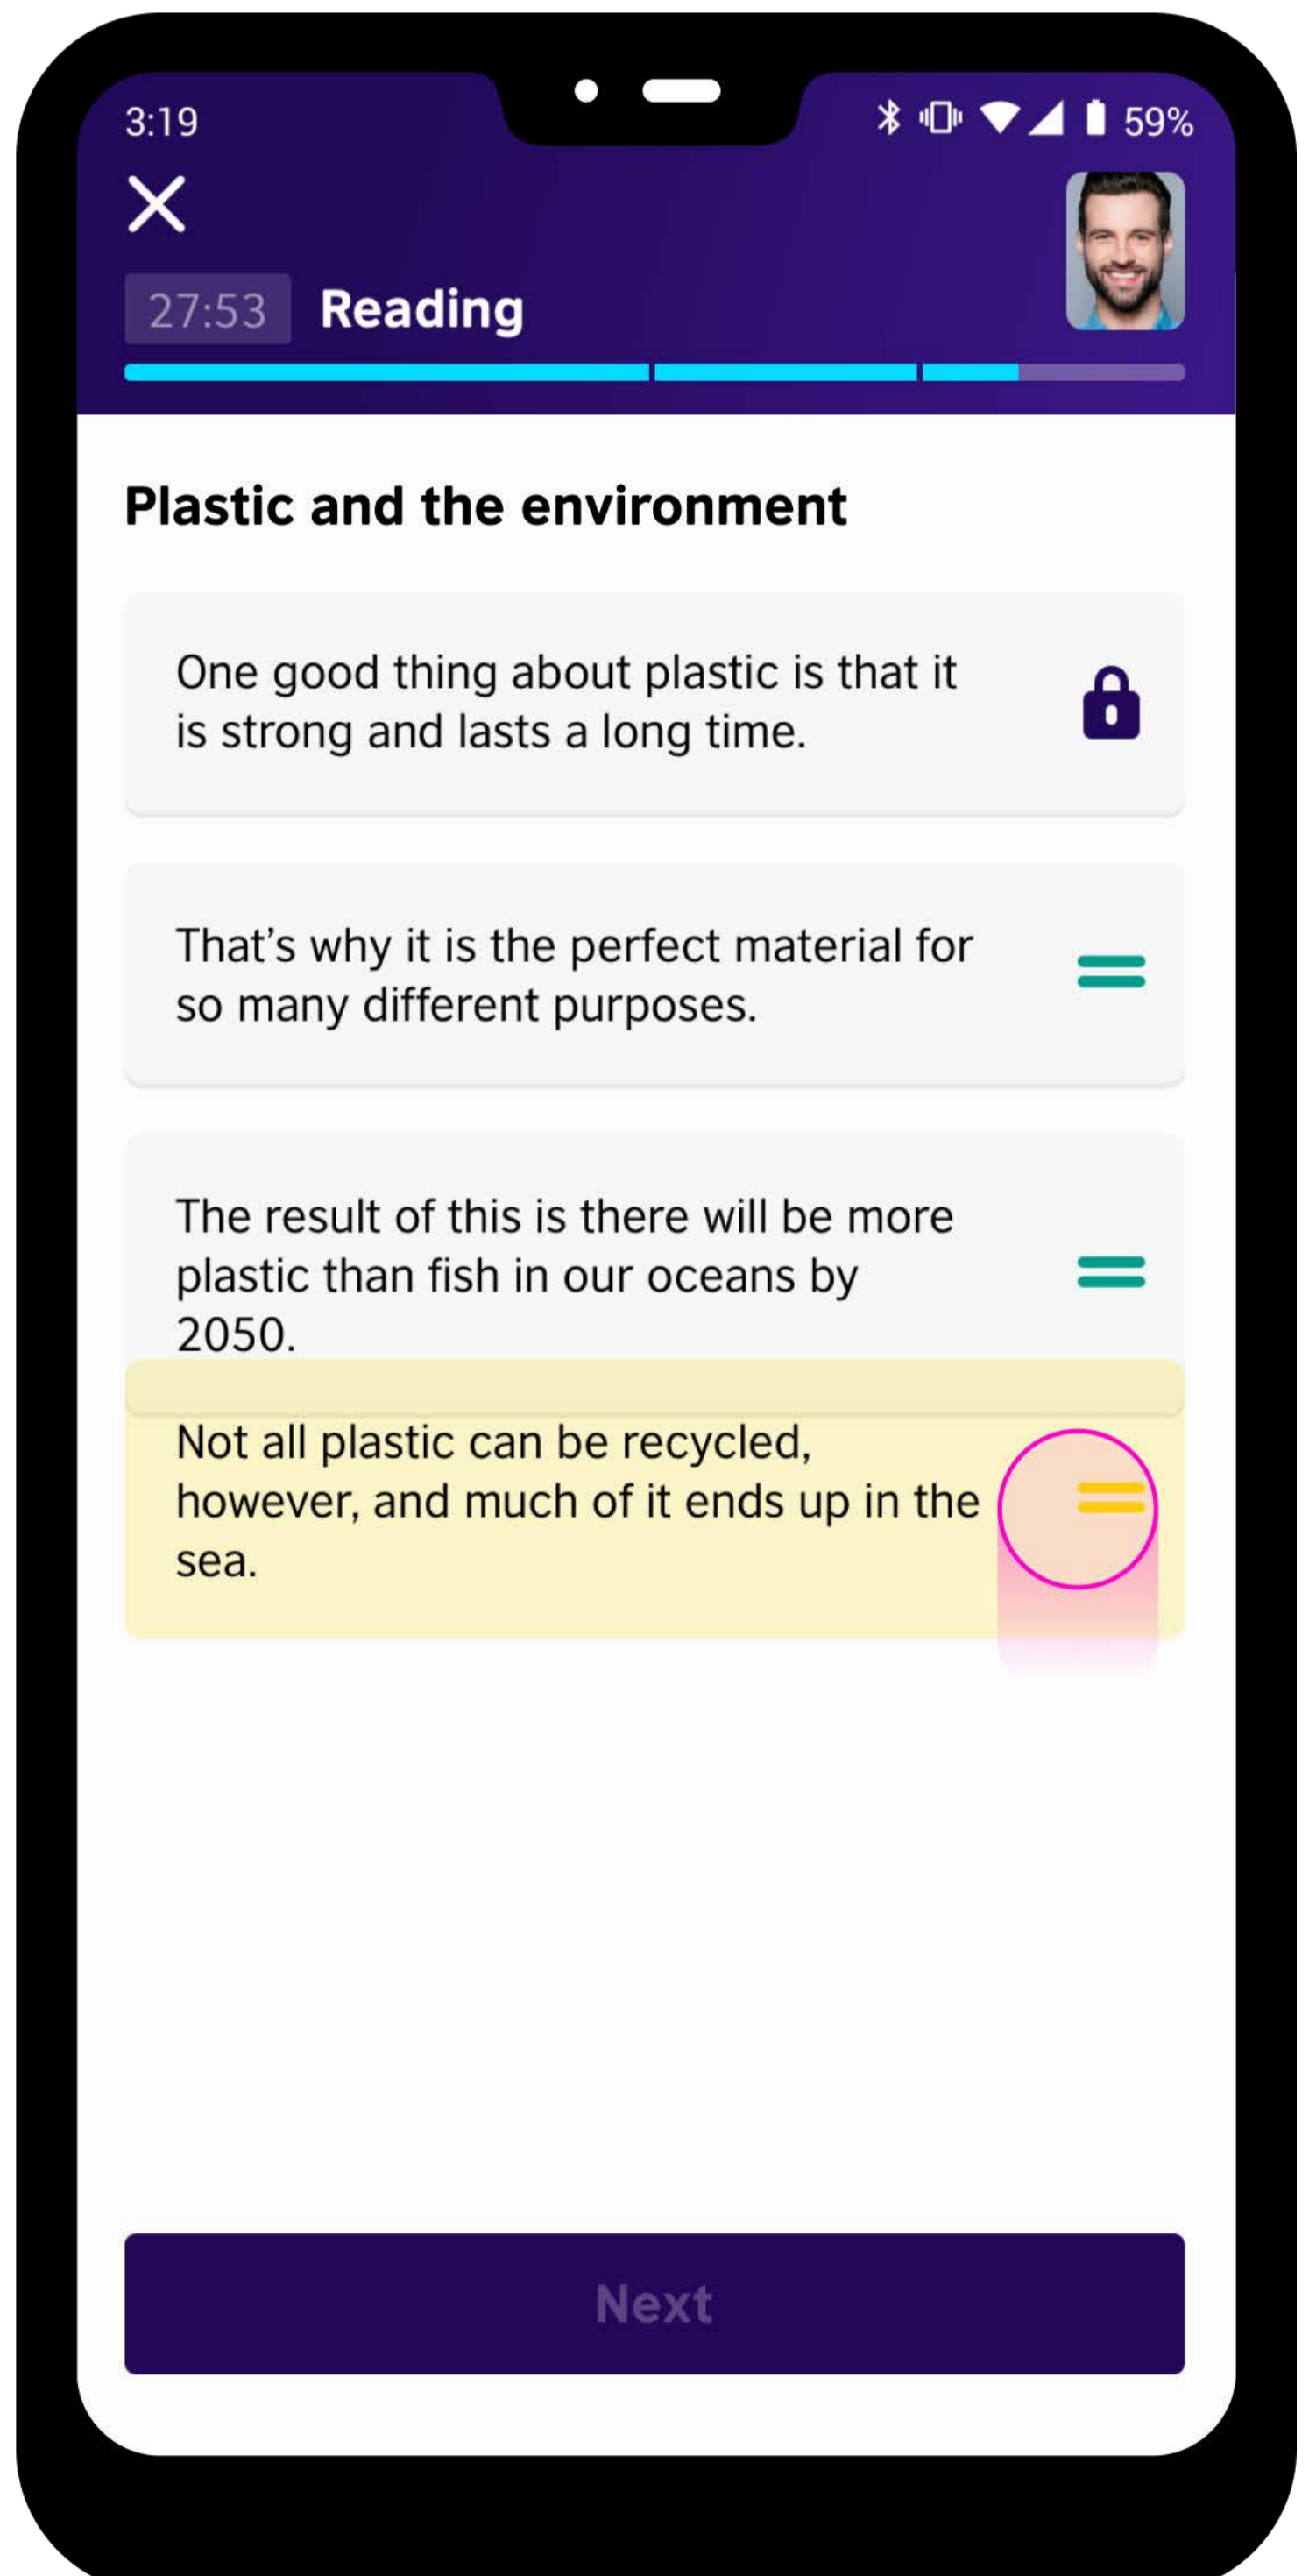 3:19
59%
27:53 Reading
Plastic and the environment
One good thing about plastic is that it
is strong and lasts a long time.
That’s why it is the perfect material for
so many different purposes.
The result of this is there will be more
plastic than fish in our oceans by
2050.
Not all plastic can be recycled,
however, and much of it ends up in the
sea.
Next